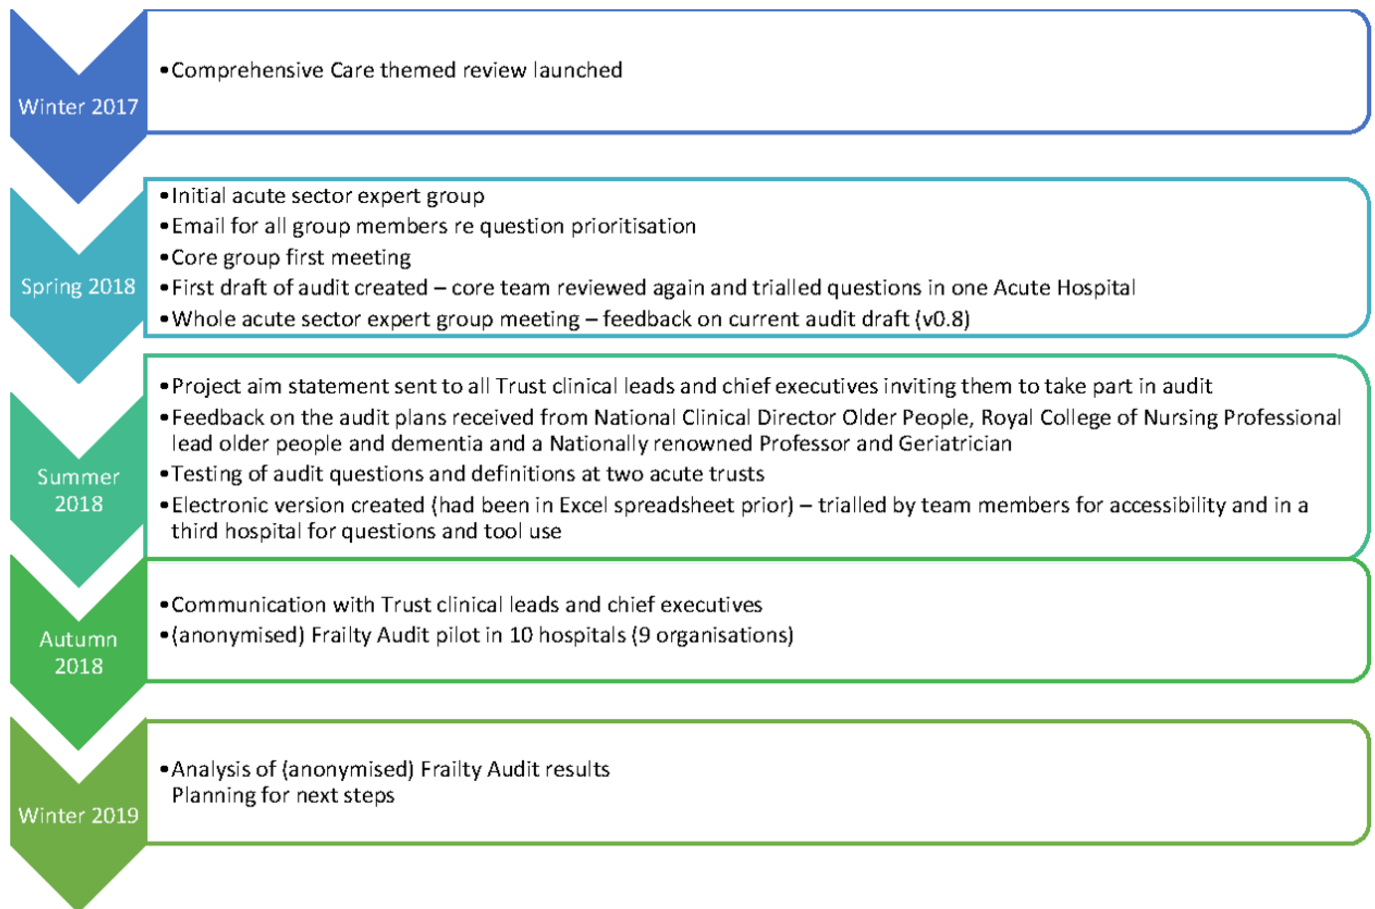 Winter 2017
•Comprehensive Care themed review launched
Spring 2018
•Initial acute sector expert group
•Email for all group members re question prioritisation
•Core group first meeting
•First draft of audit created – core team reviewed again and trialled questions in one Acute Hospital
•Whole acute sector expert group meeting – feedback on current audit draft (v0.8)
Summer
2018
•Project aim statement sent to all Trust clinical leads and chief executives inviting them to take part in audit
•Feedback on the audit plans received from National Clinical Director Older People, Royal College of Nursing Professional
lead older people and dementia and a Nationally renowned Professor and Geriatrician
•Testing of audit questions and definitions at two acute trusts
•Electronic version created (had been in Excel spreadsheet prior) – trialled by team members for accessibility and in a
third hospital for questions and tool use
Autumn
2018
•Communication with Trust clinical leads and chief executives
•(anonymised) Frailty Audit pilot in 10 hospitals (9 organisations)
Winter 2019
•Analysis of (anonymised) Frailty Audit results
Planning for next steps